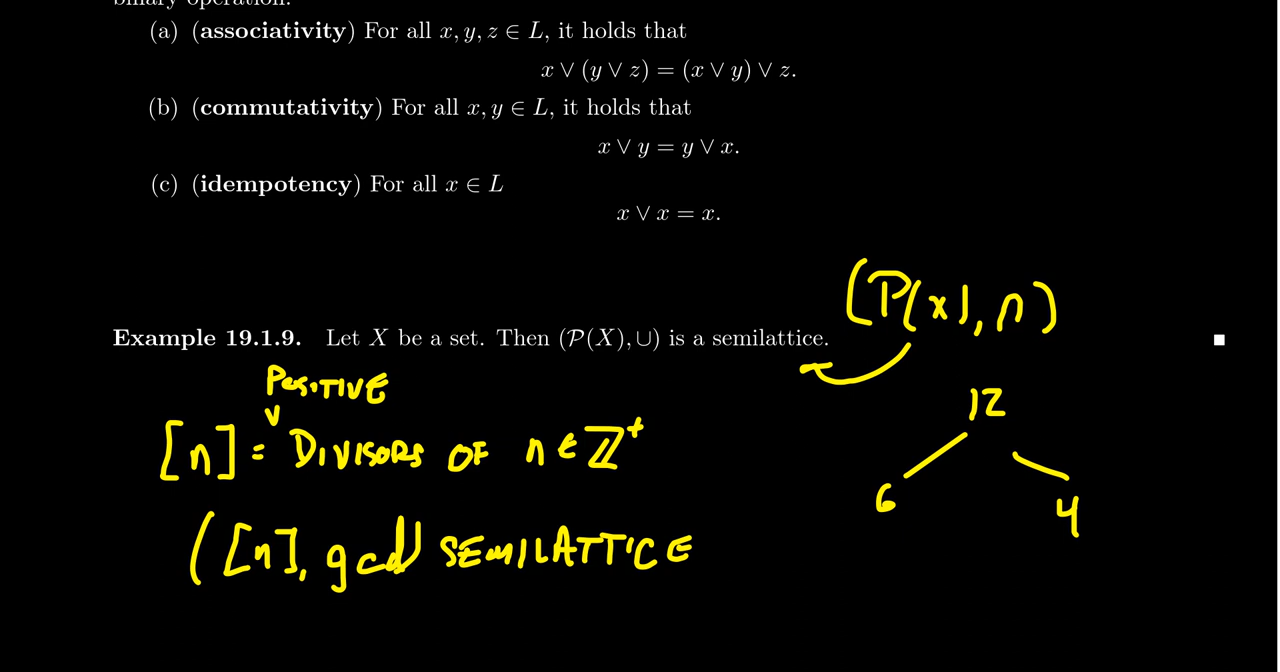 binary operation.
(a) (associativity) For all x, y, z ∈ L, it holds that
x ∨ (y ∨ z) = (x ∨ y) ∨ z.
(b) (commutativity) For all x, y ∈ L, it holds that
x ∨ y = y ∨ x.
(c) (idempotency) For all x ∈ L
x ∨ x = x.
(P(x), ∩)
Example 19.1.9. Let X be a set. Then (𝒫(X), ∪) is a semilattice.
POSITIVE
[n] = DIVISORS OF n ∈ ℤ⁺
([n], gcd) SEMILATTICE
12
6 4